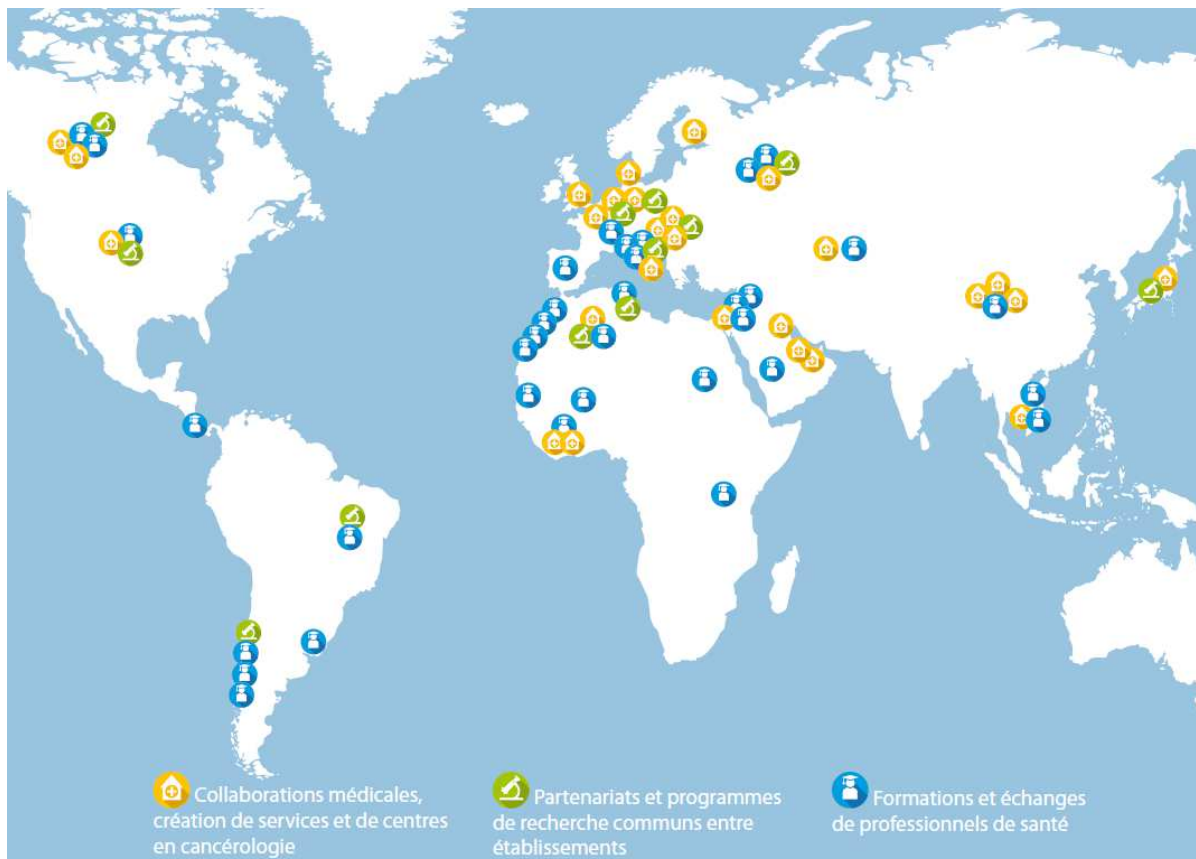 Collaborations médicales,
création de services et de centres
en cancérologie
Partenariats et programmes
de recherche communs entre
établissements
Formations et échanges
de professionnels de santé